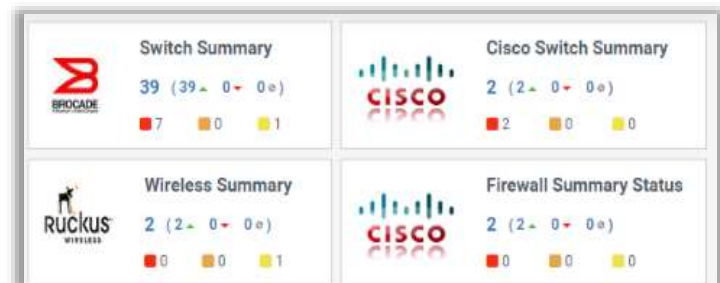 Switch Summary
39 (39 0 0)
BROCADE
7 0 1
Cisco Switch Summary
2 (2 0 0)
CISCO
2 0 0
Wireless Summary
2 (2 0 0)
RUCKUS
WIRELESS
0 0 1
Firewall Summary Status
2 (2 0 0)
CISCO
0 0 0